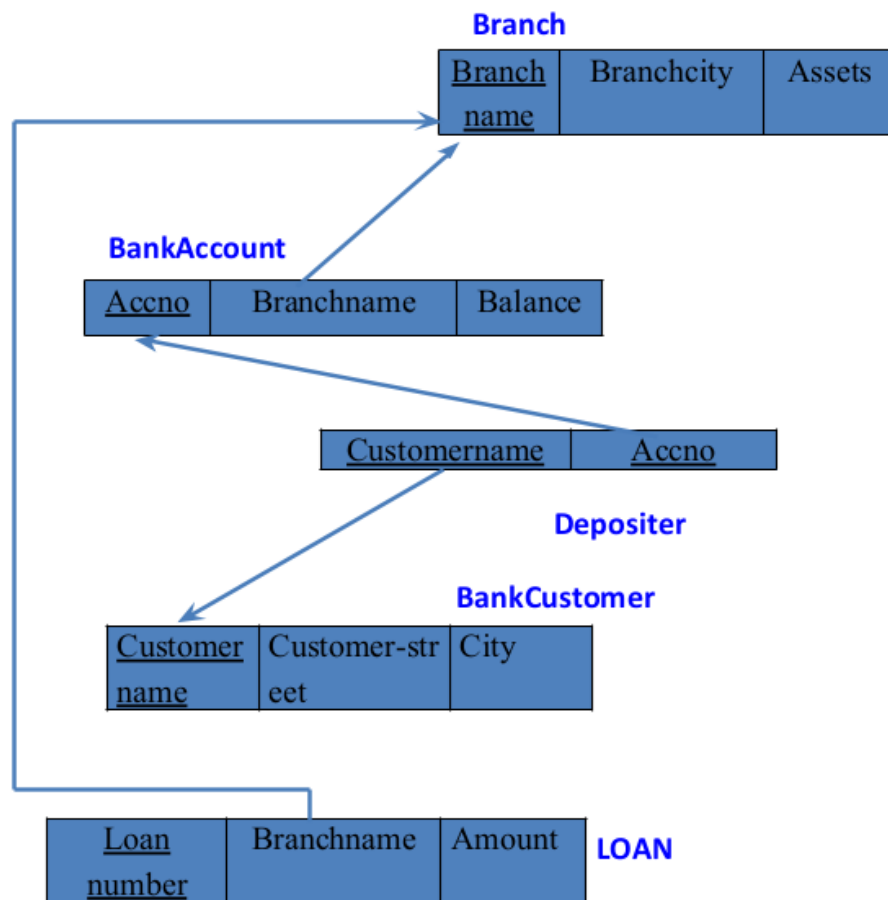 Branch
Branch Branchcity Assets
name
BankAccount
Accno Branchname Balance
Customername Accno
Depositer
BankCustomer
Customer Customer-str City
name eet
Loan Branchname Amount
number
LOAN